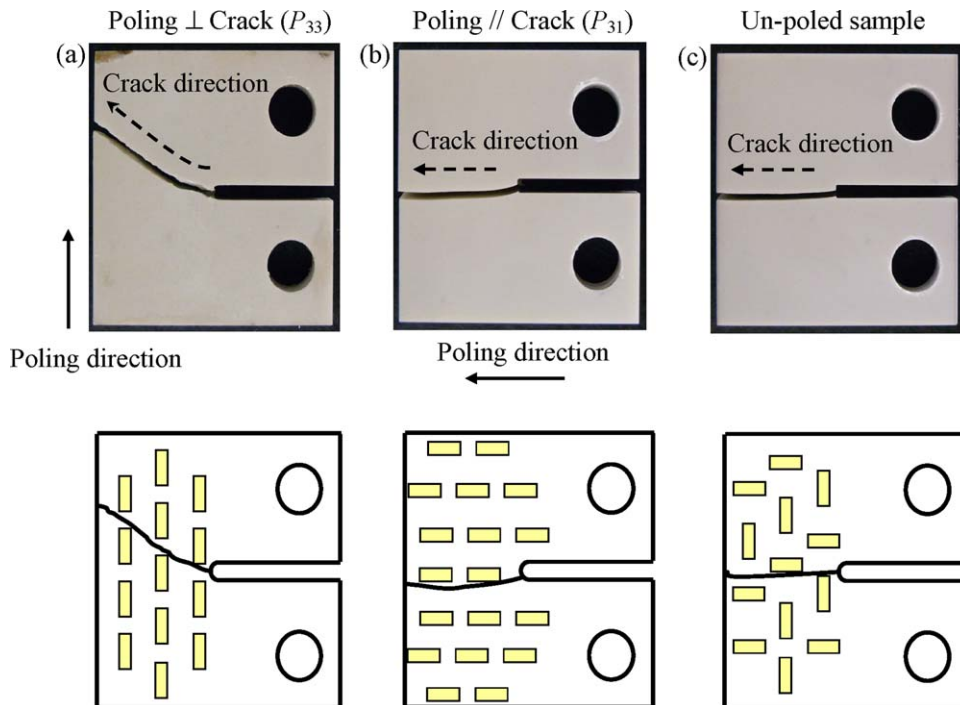 Poling ⊥ Crack (P33)
Poling // Crack (P31)
Un-poled sample
(a)
Crack direction
(b)
Crack direction
(c)
Crack direction
Poling direction
Poling direction